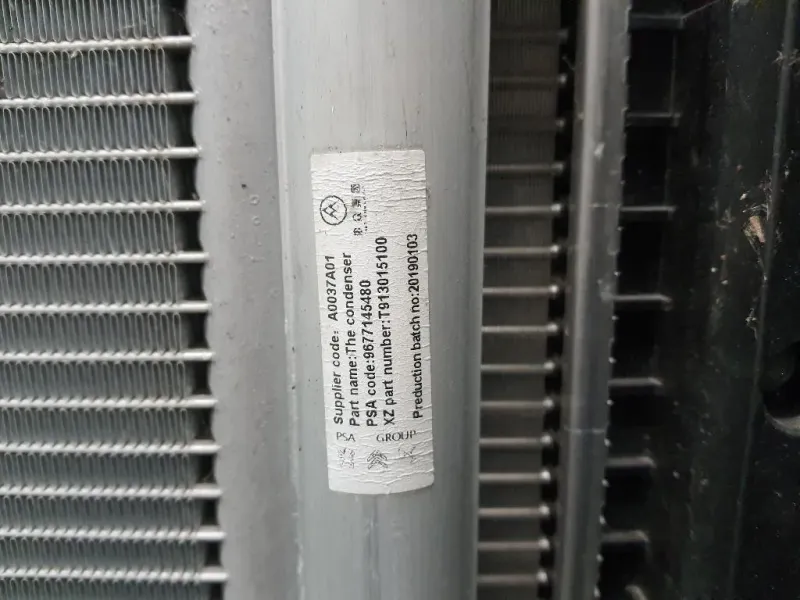 Supplier code: A0037A01
Part name:The condenser
PSA code:9677145480
XZ part number:T913015100
Preduction batch no:20190103
PSA GROUP